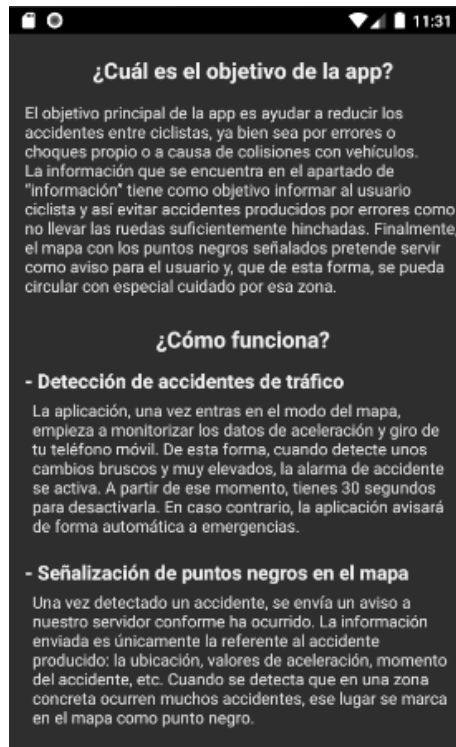 11:31
¿Cuál es el objetivo de la app?
El objetivo principal de la app es ayudar a reducir los
accidentes entre ciclistas, ya bien sea por errores o
choques propio o a causa de colisiones con vehículos.
La información que se encuentra en el apartado de
"información" tiene como objetivo informar al usuario
ciclista y así evitar accidentes producidos por errores como
no llevar las ruedas suficientemente hinchadas. Finalmente,
el mapa con los puntos negros señalados pretende servir
como aviso para el usuario y, que de esta forma, se pueda
circular con especial cuidado por esa zona.
¿Cómo funciona?
- Detección de accidentes de tráfico
La aplicación, una vez entras en el modo del mapa,
empieza a monitorizar los datos de aceleración y giro de
tu teléfono móvil. De esta forma, cuando detecte unos
cambios bruscos y muy elevados, la alarma de accidente
se activa. A partir de ese momento, tienes 30 segundos
para desactivarla. En caso contrario, la aplicación avisará
de forma automática a emergencias.
- Señalización de puntos negros en el mapa
Una vez detectado un accidente, se envía un aviso a
nuestro servidor conforme ha ocurrido. La información
enviada es únicamente la referente al accidente
producido: la ubicación, valores de aceleración, momento
del accidente, etc. Cuando se detecta que en una zona
concreta ocurren muchos accidentes, ese lugar se marca
en el mapa como punto negro.